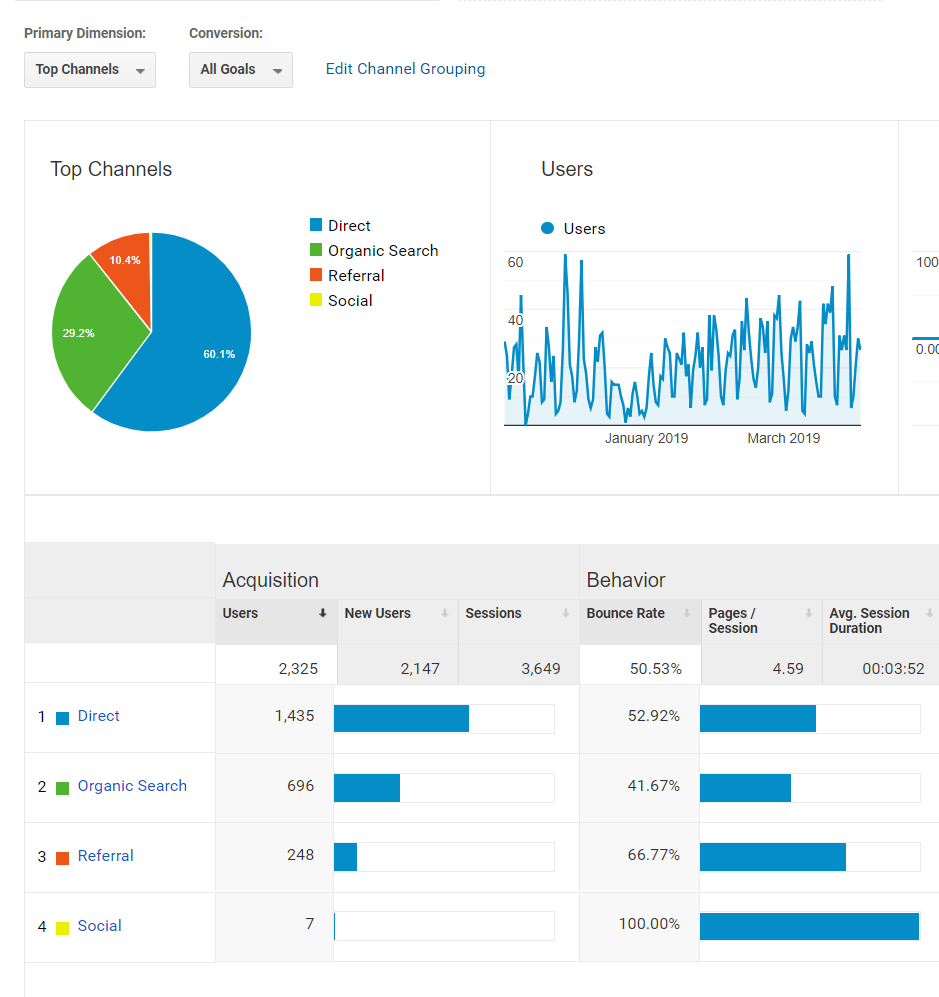 Primary Dimension:
Conversion:
Top Channels
All Goals
Edit Channel Grouping
Top Channels
Direct
Organic Search
Referral
Social
10.4%
29.2%
60.1%
Users
Users
60
40
20
January 2019
March 2019
100
0.00
Acquisition
Behavior
Users
New Users
Sessions
Bounce Rate
Pages /
Session
Avg. Session
Duration
2,325
2,147
3,649
50.53%
4.59
00:03:52
1 Direct 1,435 52.92%
2 Organic Search 696 41.67%
3 Referral 248 66.77%
4 Social 7 100.00%